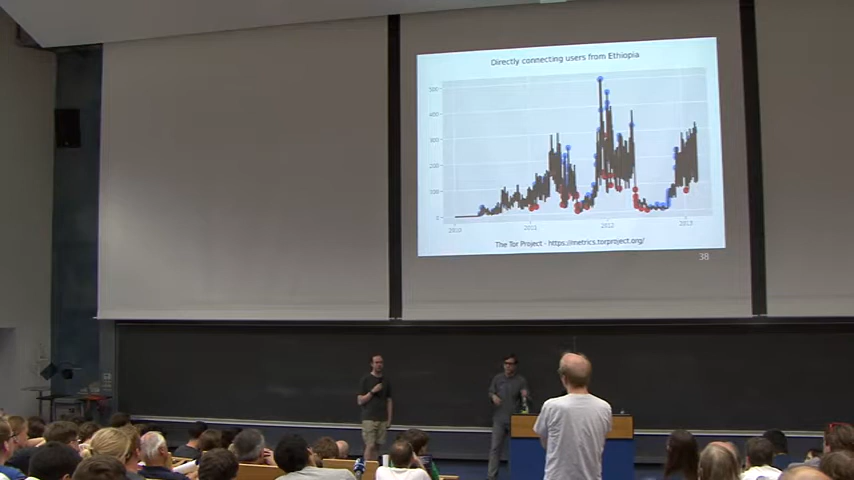 Directly connecting users from Ethiopia
500
400
300
200
100
0
2010 2011 2012 2013
The Tor Project - https://metrics.torproject.org/
38